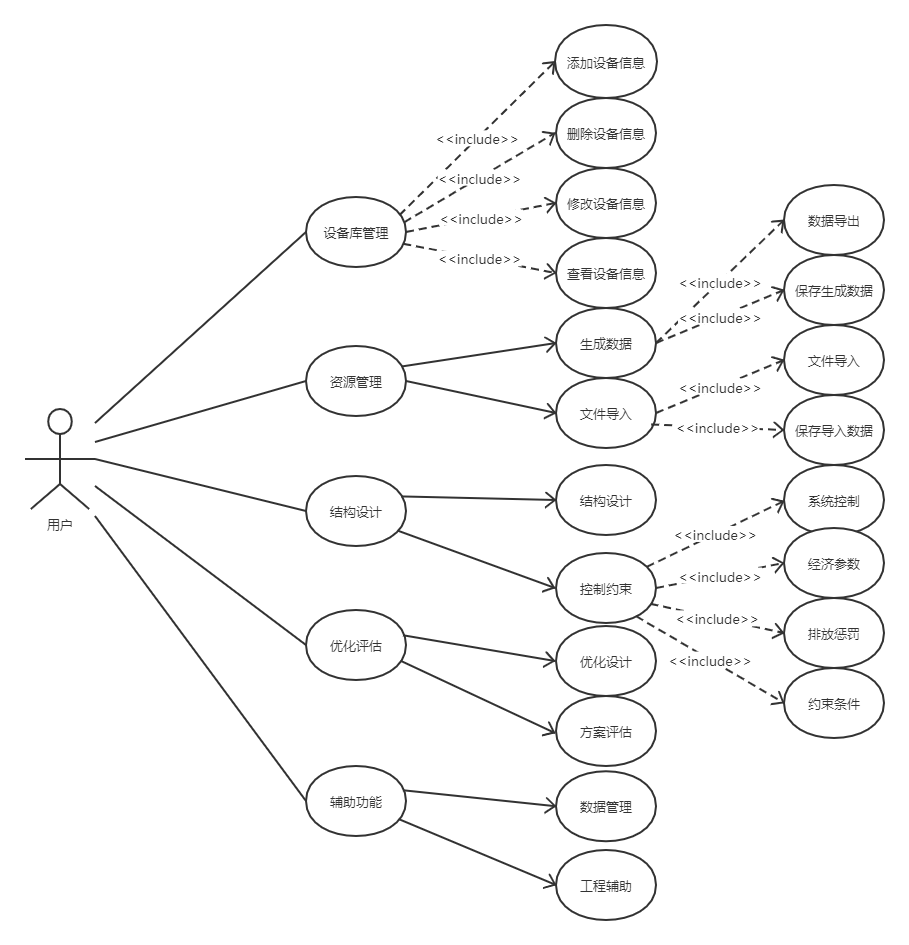 添加设备信息
<<include>>
删除设备信息
<<include>>
修改设备信息
<<include>>
设备库管理
<<include>>
查看设备信息
数据导出
<<include>>
保存生成数据
<<include>>
生成数据
资源管理
文件导入
<<include>>
文件导入
<<include>>
保存导入数据
用户
结构设计
结构设计
系统控制
<<include>>
经济参数
<<include>>
控制约束
<<include>>
排放惩罚
<<include>>
约束条件
优化评估
优化设计
方案评估
辅助功能
数据管理
工程辅助